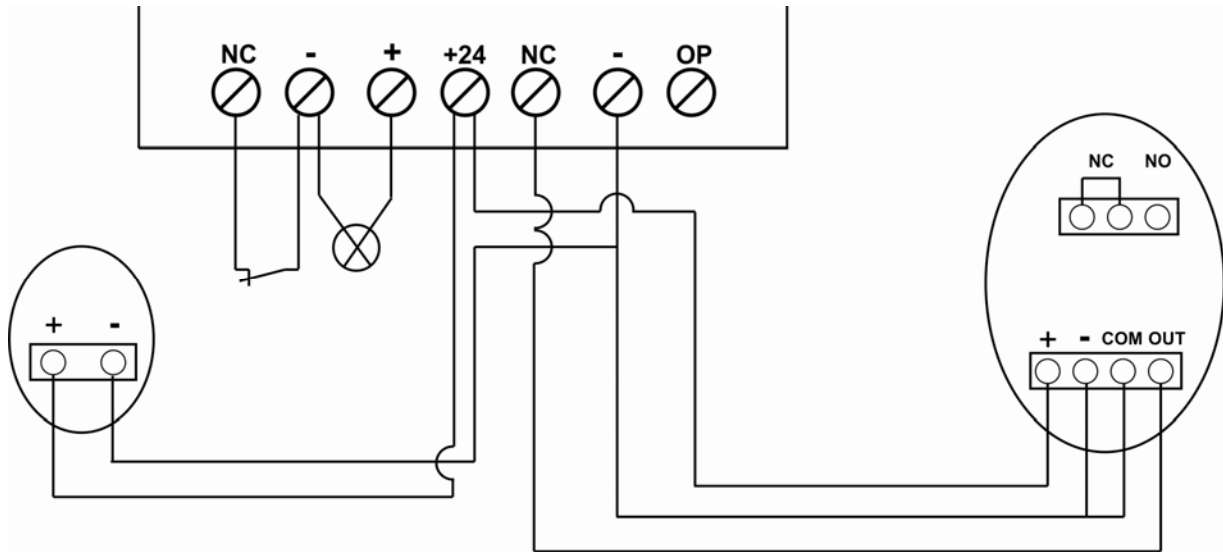 NC - + +24 NC - OP
NC NO
+ -
+ - COM OUT